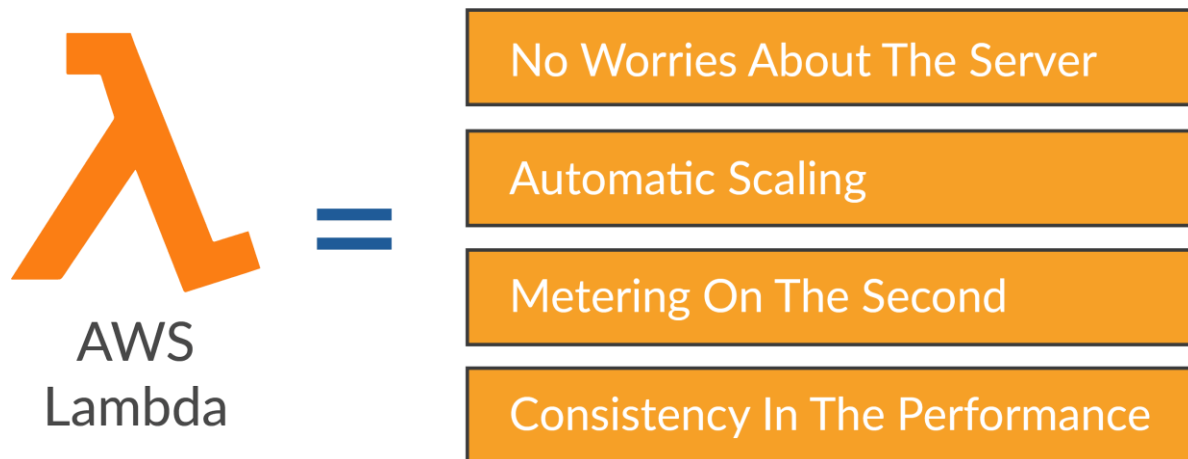 No Worries About The Server
Automatic Scaling
Metering On The Second
Consistency In The Performance
AWS
Lambda